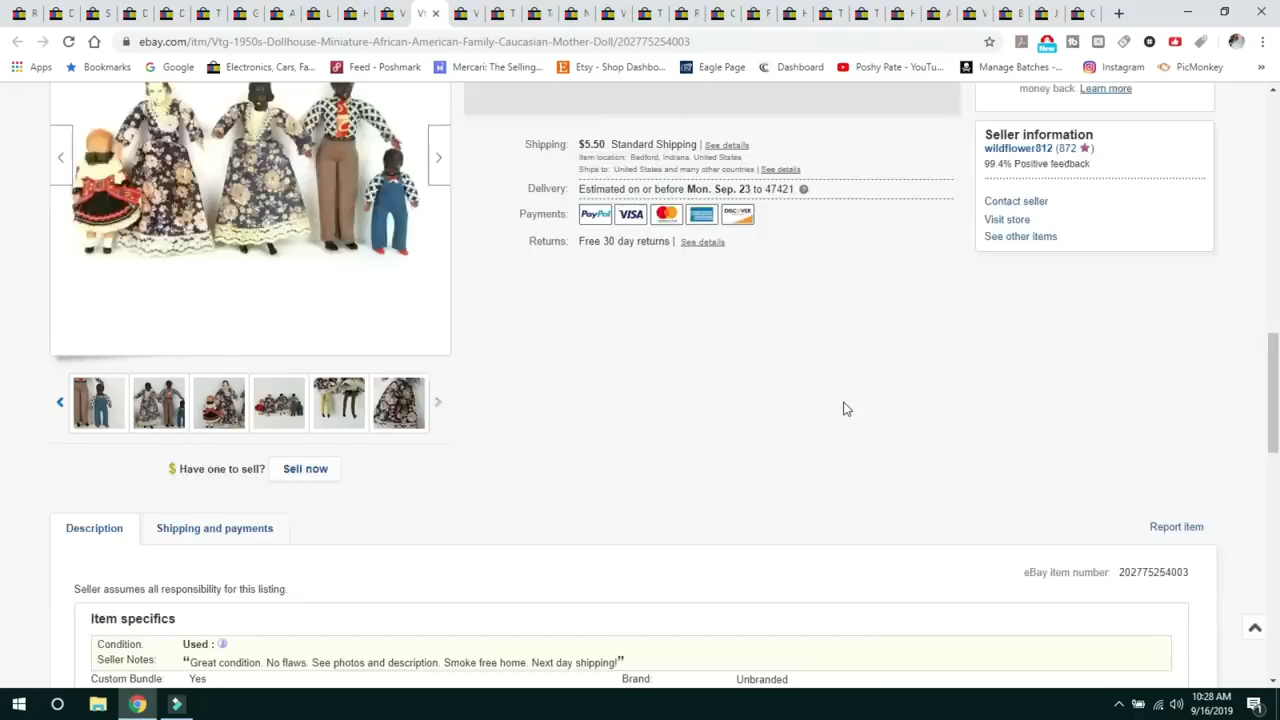 R
D
S
D
D
T
G
A
L
H
V
Vt
V
T
T
N
V
T
F
C
F
H
T
T
H
A
V
E
J
C
ebay.com/itm/Vtg-1950s-Dollhouse-Miniature-African-American-Family-Caucasian-Mother-Doll/202775254003
New
Apps
Bookmarks
Google
Electronics, Cars, Fa...
Feed - Poshmark
Mercari: The Selling...
Etsy - Shop Dashbo...
Eagle Page
Dashboard
Poshy Pate - YouTu...
Manage Batches -...
Instagram
PicMonkey
»
money back. Learn more
Shipping: $5.50 Standard Shipping | See details
Item location: Bedford, Indiana, United States
Ships to: United States and many other countries | See details
Delivery: Estimated on or before Mon. Sep. 23 to 47421
Payments: PayPal VISA DISCOVER
Returns: Free 30 day returns | See details
Seller information
wildflower812 (872 )
99.4% Positive feedback
Contact seller
Visit store
See other items
$ Have one to sell? Sell now
Description
Shipping and payments
Report item
eBay item number: 202775254003
Seller assumes all responsibility for this listing.
Item specifics
Condition: Used :
Seller Notes: “Great condition. No flaws. See photos and description. Smoke free home. Next day shipping!”
Custom Bundle: Yes
Brand: Unbranded
10:28 AM
9/16/2019